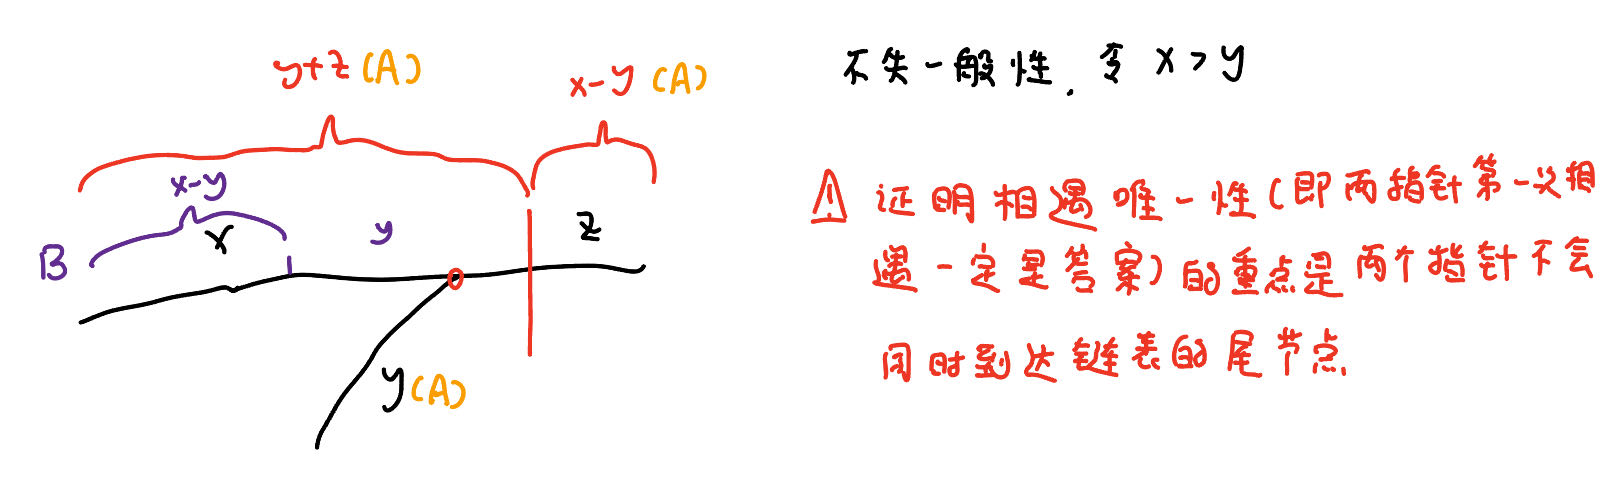 y+z (A)
x-y (A)
不失一般性. 令 x>y
x-y
x
y
z
B
y(A)
! 证明相遇唯一性(即两指针第一次相
遇一定是答案)的重点是两个指针不会
同时到达链表的尾节点.